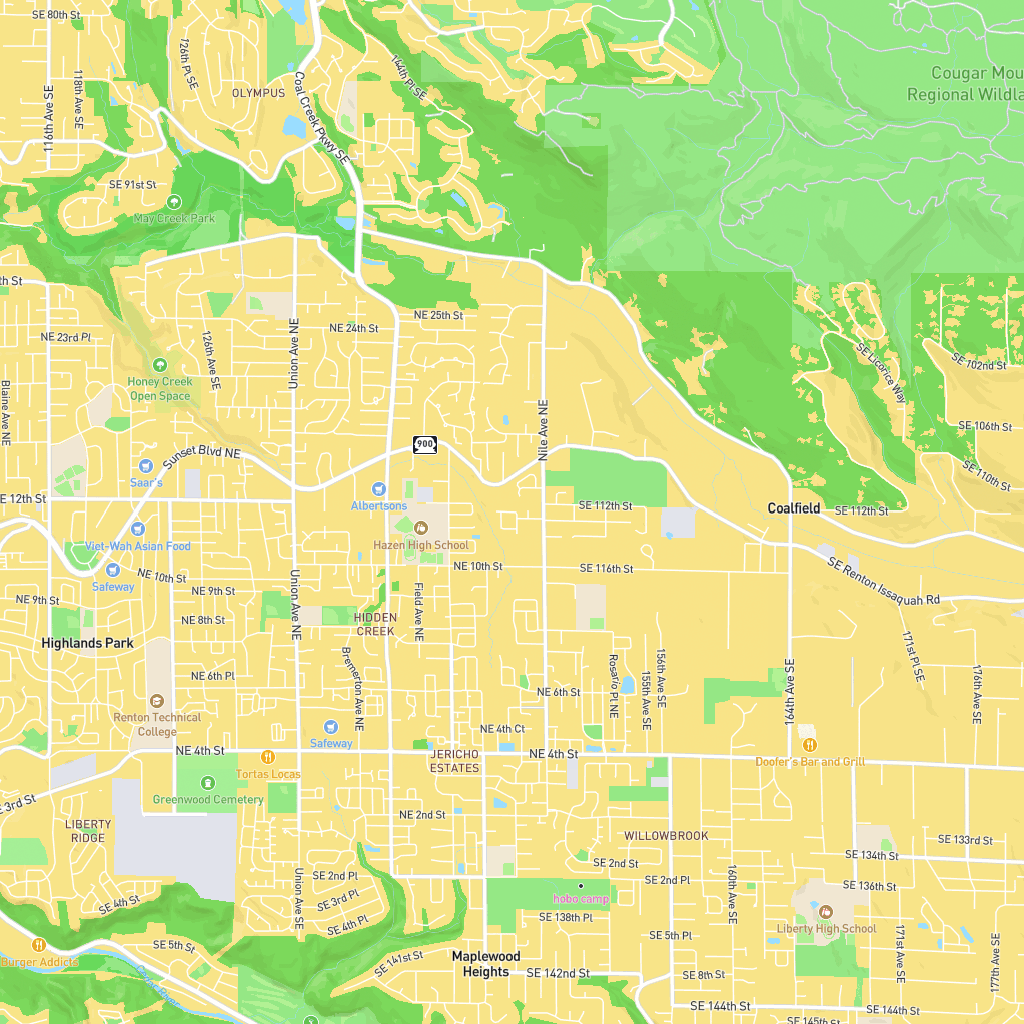 SE 80th St
118th Ave SE
126th Pl SE
144th Pl SE
Cougar Mou
Regional Wildla
OLYMPUS
Coal Creek Pkwy SE
116th Ave SE
SE 91st St
May Creek Park
th St
NE 25th St
NE 24th St
NE 23rd Pl
126th Ave SE
Union Ave NE
SE Licorice Way
SE 102nd St
Honey Creek
Open Space
Blaine Ave NE
Nile Ave NE
SE 106th St
900
Sunset Blvd NE
SE 110th St
Saar's
E 12th St
Albertsons
SE 112th St
Coalfield
SE 112th St
Viet-Wah Asian Food
Hazen High School
Safeway
NE 10th St
NE 10th St
SE 116th St
SE Renton Issaquah Rd
NE 9th St
NE 9th St
Union Ave NE
Field Ave NE
NE 8th St
HIDDEN
CREEK
Highlands Park
171st Pl SE
NE 6th Pl
Bremerton Ave NE
Rosario Pl NE
156th Ave SE
155th Ave SE
164th Ave SE
176th Ave SE
NE 6th St
Renton Technical
College
Safeway
NE 4th Ct
NE 4th St
JERICHO
ESTATES
NE 4th St
Tortas Locas
Doofer's Bar and Grill
Greenwood Cemetery
E 3rd St
NE 2nd St
LIBERTY
RIDGE
WILLOWBROOK
SE 133rd St
SE 134th St
SE 2nd St
SE 2nd Pl
SE 2nd Pl
160th Ave SE
SE 136th St
Union Ave SE
SE 3rd Pl
hobo camp
SE 4th St
SE 4th Pl
SE 138th Pl
Liberty High School
SE 5th St
SE 5th Pl
171st Ave SE
177th Ave SE
Burger Addicts
SE 141st St
Maplewood
Heights
SE 142nd St
SE 8th St
Cedar River
SE 144th St
SE 144th St
SE 145th St